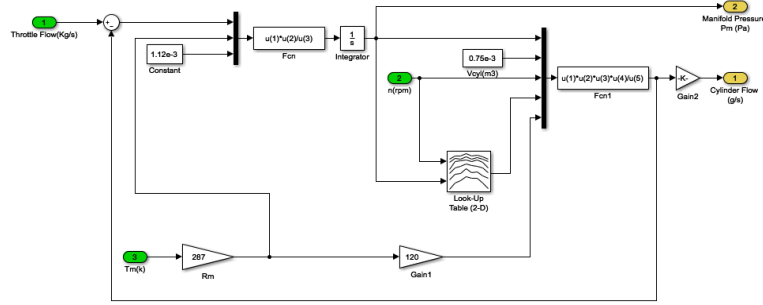 1
Throttle Flow(Kg/s)
+
-
1.12e-3
Constant
u(1)*u(2)/u(3)
Fcn
1
s
Integrator
2
Manifold Pressure
Pm (Pa)
0.75e-3
Vcyl(m3)
2
n(rpm)
u(1)*u(2)*u(3)*u(4)/u(5)
Fcn1
-K-
Gain2
1
Cylinder Flow
(g/s)
Look-Up
Table (2-D)
3
Tm(k)
287
Rm
120
Gain1